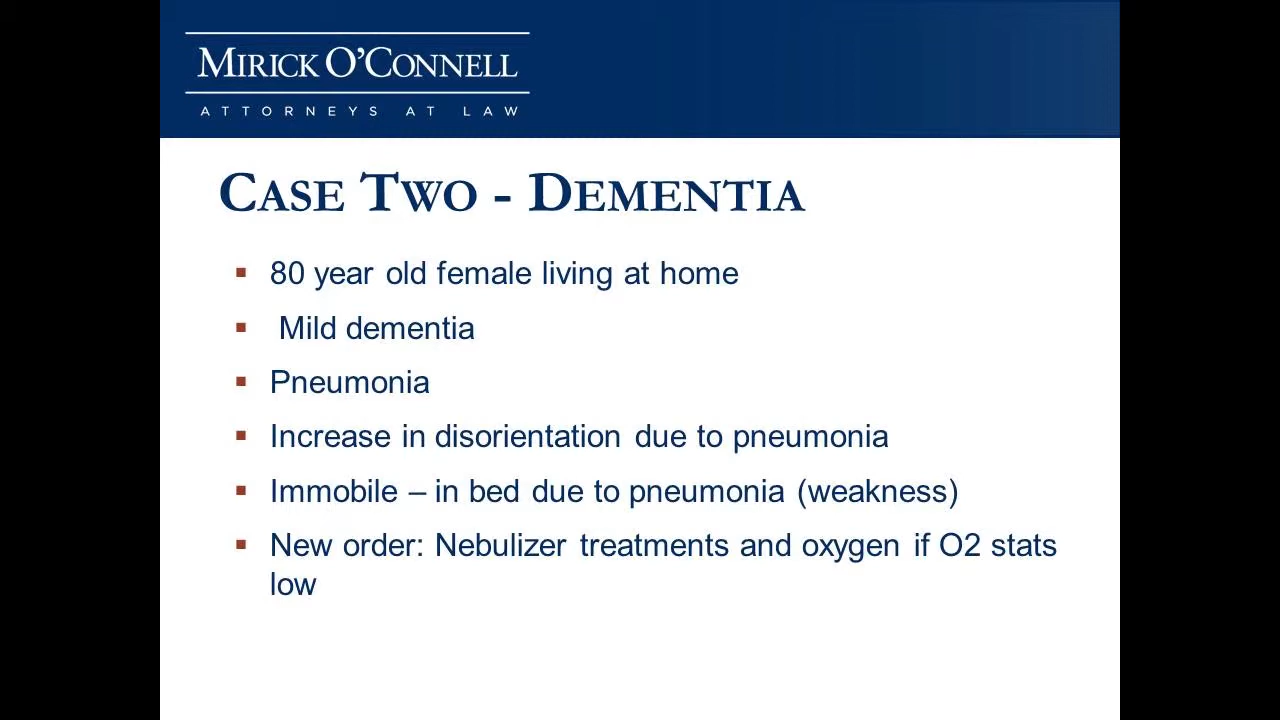 MIRICK O'CONNELL
ATTORNEYS AT LAW
CASE TWO - DEMENTIA
▪ 80 year old female living at home
▪ Mild dementia
▪ Pneumonia
▪ Increase in disorientation due to pneumonia
▪ Immobile – in bed due to pneumonia (weakness)
▪ New order: Nebulizer treatments and oxygen if O2 stats
low